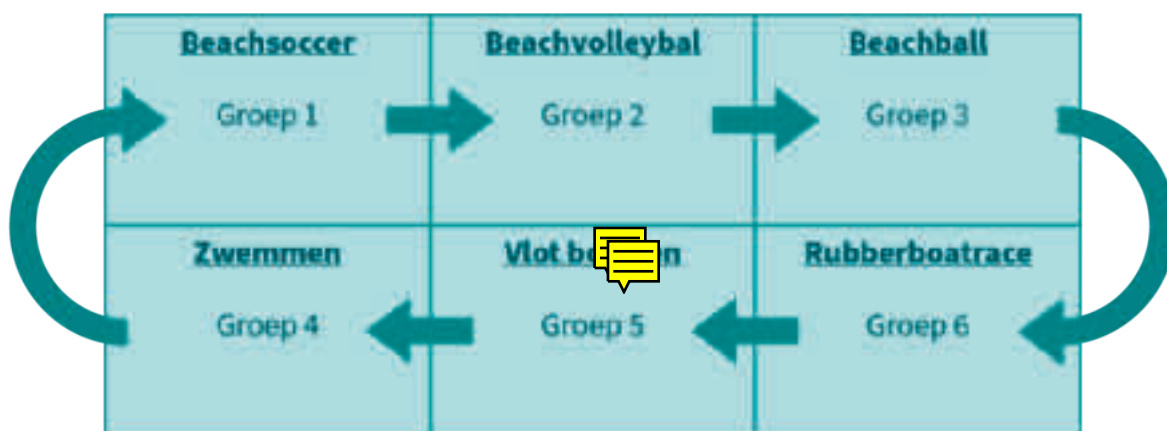 Beachsoccer
Groep 1
Beachvolleybal
Groep 2
Beachball
Groep 3
Zwemmen
Groep 4
Vlot
Groep 5
Rubberboatrace
Groep 6